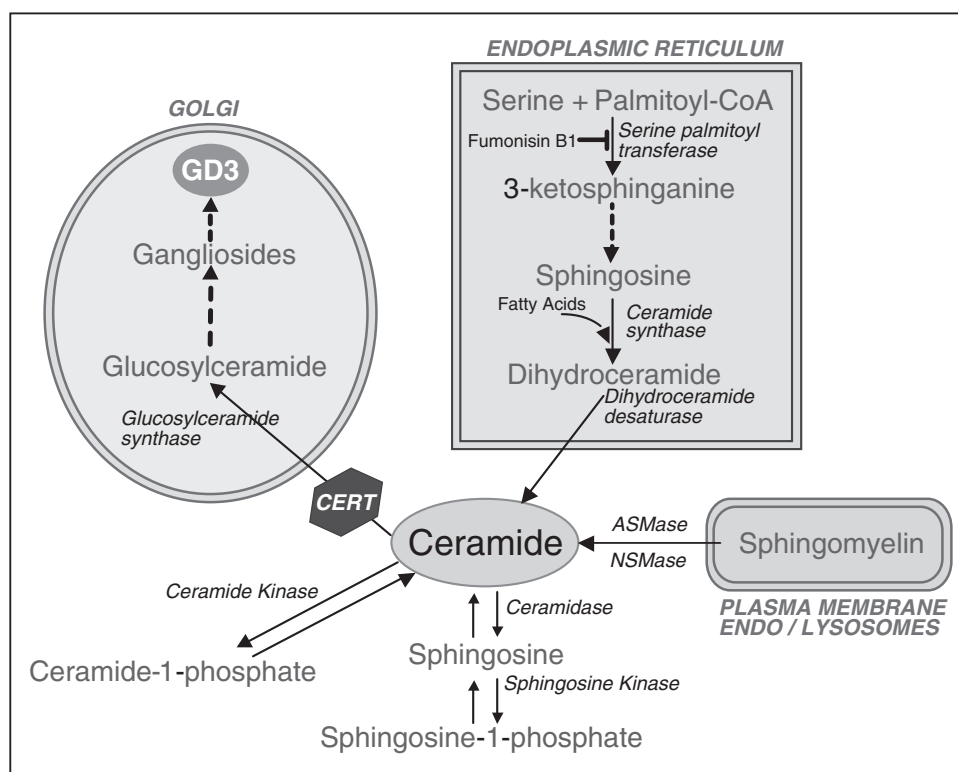 ENDOPLASMIC RETICULUM
Serine + Palmitoyl-CoA
Fumonisin B1
Serine palmitoyl
transferase
3-ketosphinganine
Sphingosine
Fatty Acids
Ceramide
synthase
Dihydroceramide
Dihydroceramide
desaturase
GOLGI
GD3
Gangliosides
Glucosylceramide
Glucosylceramide
synthase
CERT
Ceramide
ASMase
NSMase
Sphingomyelin
PLASMA MEMBRANE
ENDO / LYSOSOMES
Ceramide Kinase
Ceramide-1-phosphate
Ceramidase
Sphingosine
Sphingosine Kinase
Sphingosine-1-phosphate